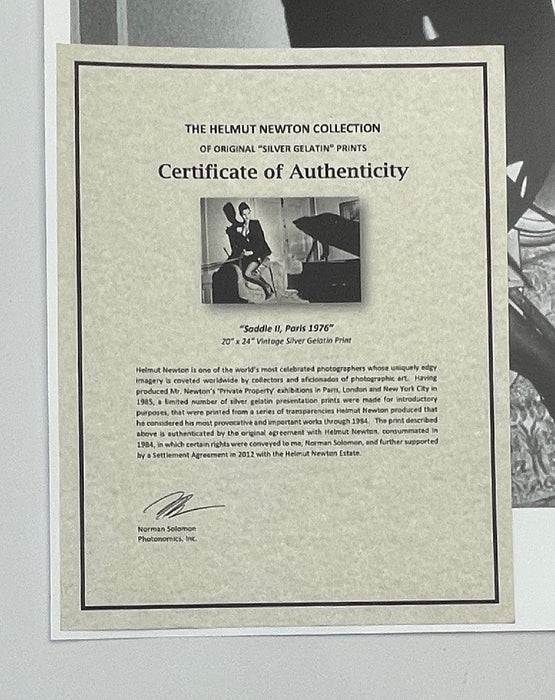 THE HELMUT NEWTON COLLECTION
OF ORIGINAL "SILVER GELATIN" PRINTS
Certificate of Authenticity
"Saddle II, Paris 1976"
20" x 24" Vintage Silver Gelatin Print
Helmut Newton is one of the world's most celebrated photographers whose uniquely edgy
imagery is coveted worldwide by collectors and aficionados of photographic art. Having
produced Mr. Newton's 'Private Property' exhibitions in Paris, London and New York City in
1985, a limited number of silver gelatin presentation prints were made for introductory
purposes, that were printed from a series of transparencies Helmut Newton produced that
he considered his most provocative and important works through 1984. The print described
above is authenticated by the original agreement with Helmut Newton, consummated in
1984, in which certain rights were conveyed to me, Norman Solomon, and further supported
by a Settlement Agreement in 2012 with the Helmut Newton Estate.
Norman Solomon
Photonomics, Inc.